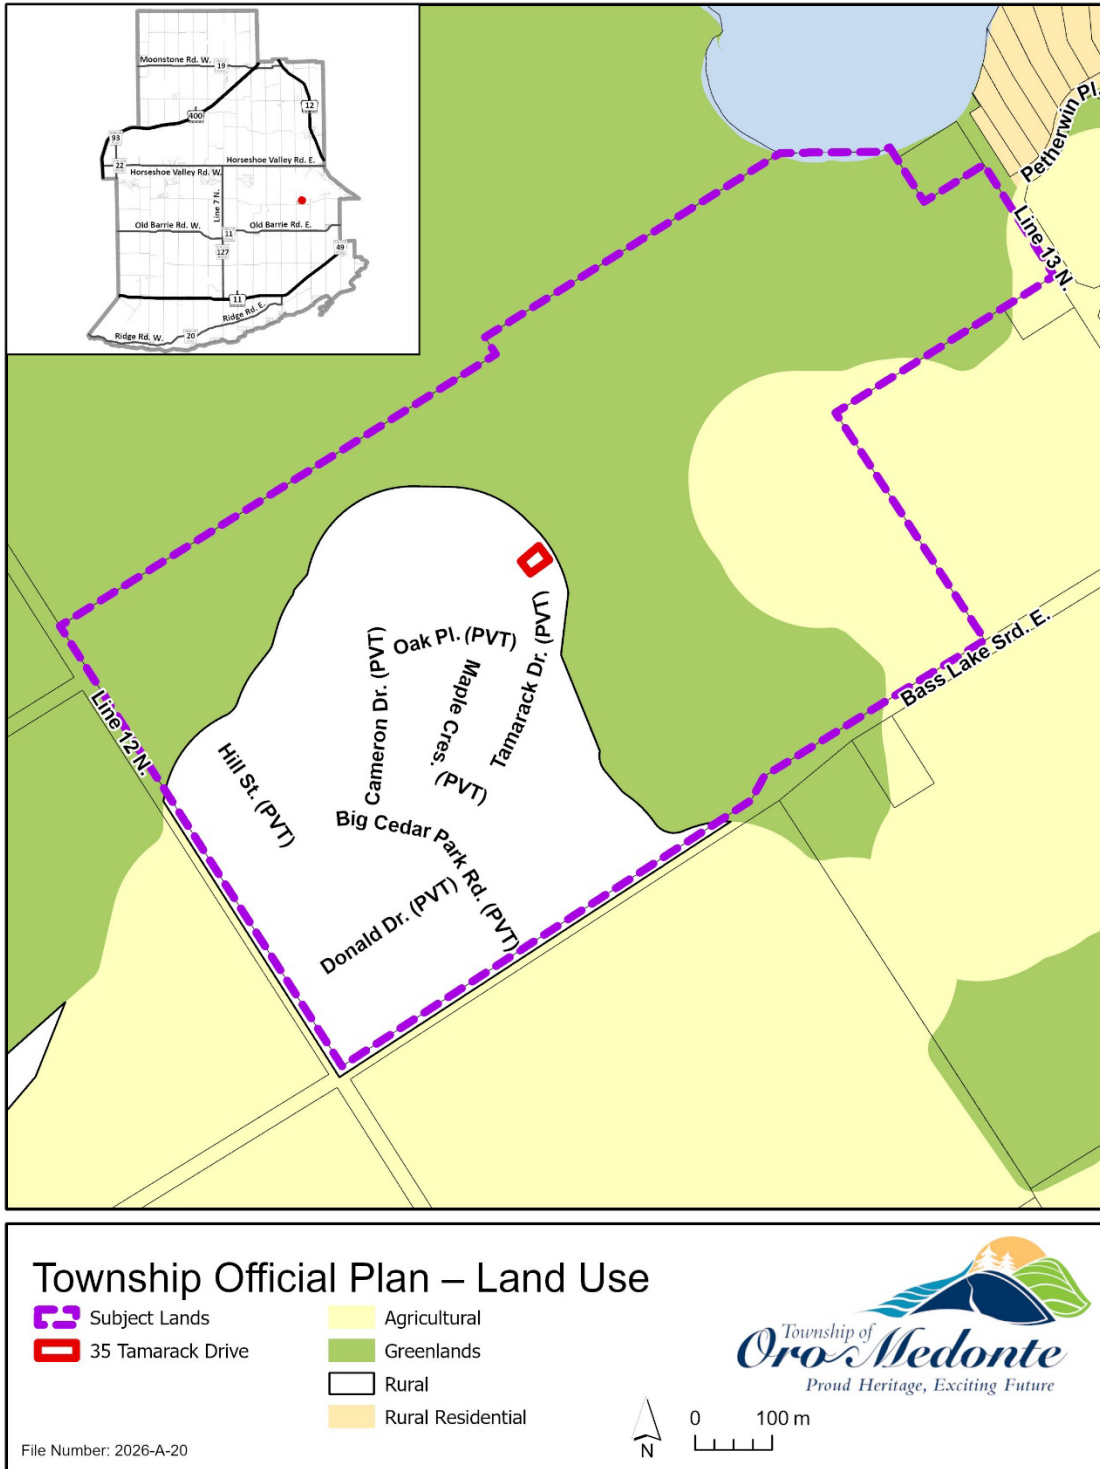 Moonstone Rd. W.
19
400
12
93
22
Horseshoe Valley Rd. E.
Horseshoe Valley Rd. W.
Line 7 N.
Old Barrie Rd. W.
Old Barrie Rd. E.
11
127
49
11
Ridge Rd. E.
Ridge Rd. W.
20
Petherwin Pl.
Line 13 N.
Oak Pl. (PVT)
Cameron Dr. (PVT)
Maple Cres.
(PVT)
Tamarack Dr. (PVT)
Bass Lake Srd. E.
Line 12 N.
Hill St. (PVT)
Big Cedar Park Rd. (PVT)
Donald Dr. (PVT)
Township Official Plan – Land Use
Subject Lands
35 Tamarack Drive
Agricultural
Greenlands
Rural
Rural Residential
File Number: 2026-A-20
N
0 100 m
Township of
Oro-Medonte
Proud Heritage, Exciting Future